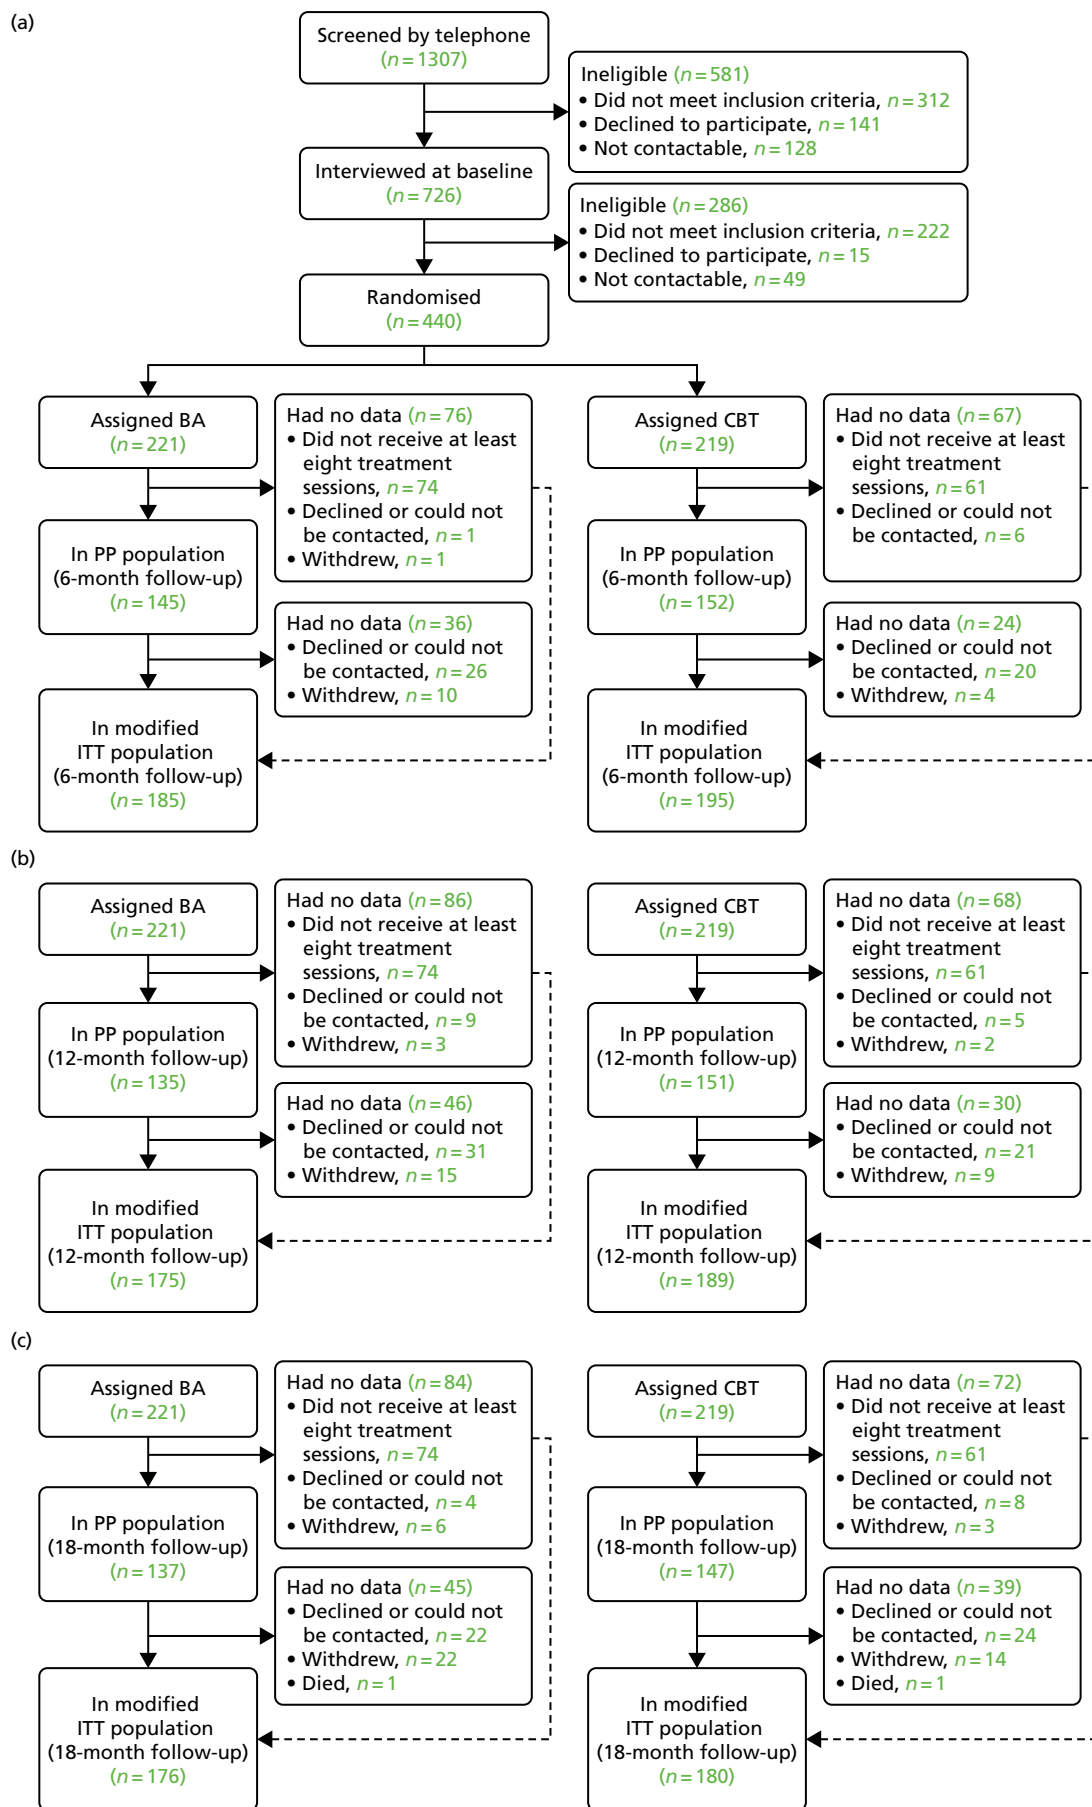 (a)
Screened by telephone
(n=1307)
Ineligible (n=581)
• Did not meet inclusion criteria, n=312
• Declined to participate, n=141
• Not contactable, n=128
Interviewed at baseline
(n=726)
Ineligible (n=286)
• Did not meet inclusion criteria, n=222
• Declined to participate, n=15
• Not contactable, n=49
Randomised
(n=440)
Assigned BA
(n=221)
Had no data (n=76)
• Did not receive at least
eight treatment
sessions, n=74
• Declined or could not
be contacted, n=1
• Withdrew, n=1
In PP population
(6-month follow-up)
(n=145)
Had no data (n=36)
• Declined or could not
be contacted, n=26
• Withdrew, n=10
In modified
ITT population
(6-month follow-up)
(n=185)
Assigned CBT
(n=219)
Had no data (n=67)
• Did not receive at least
eight treatment
sessions, n=61
• Declined or could not
be contacted, n=6
In PP population
(6-month follow-up)
(n=152)
Had no data (n=24)
• Declined or could not
be contacted, n=20
• Withdrew, n=4
In modified
ITT population
(6-month follow-up)
(n=195)
(b)
Assigned BA
(n=221)
Had no data (n=86)
• Did not receive at least
eight treatment
sessions, n=74
• Declined or could not
be contacted, n=9
• Withdrew, n=3
In PP population
(12-month follow-up)
(n=135)
Had no data (n=46)
• Declined or could not
be contacted, n=31
• Withdrew, n=15
In modified
ITT population
(12-month follow-up)
(n=175)
Assigned CBT
(n=219)
Had no data (n=68)
• Did not receive at least
eight treatment
sessions, n=61
• Declined or could not
be contacted, n=5
• Withdrew, n=2
In PP population
(12-month follow-up)
(n=151)
Had no data (n=30)
• Declined or could not
be contacted, n=21
• Withdrew, n=9
In modified
ITT population
(12-month follow-up)
(n=189)
(c)
Assigned BA
(n=221)
Had no data (n=84)
• Did not receive at least
eight treatment
sessions, n=74
• Declined or could not
be contacted, n=4
• Withdrew, n=6
In PP population
(18-month follow-up)
(n=137)
Had no data (n=45)
• Declined or could not
be contacted, n=22
• Withdrew, n=22
• Died, n=1
In modified
ITT population
(18-month follow-up)
(n=176)
Assigned CBT
(n=219)
Had no data (n=72)
• Did not receive at least
eight treatment
sessions, n=61
• Declined or could not
be contacted, n=8
• Withdrew, n=3
In PP population
(18-month follow-up)
(n=147)
Had no data (n=39)
• Declined or could not
be contacted, n=24
• Withdrew, n=14
• Died, n=1
In modified
ITT population
(18-month follow-up)
(n=180)